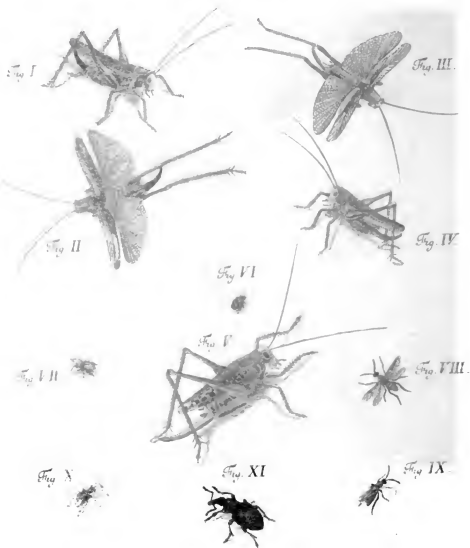 Fig. I
Fig. III.
Fig. II
Fig. IV.
Fig. VI
Fig. V
Fig. VII
Fig. VIII.
Fig. X
Fig. XI
Fig. IX